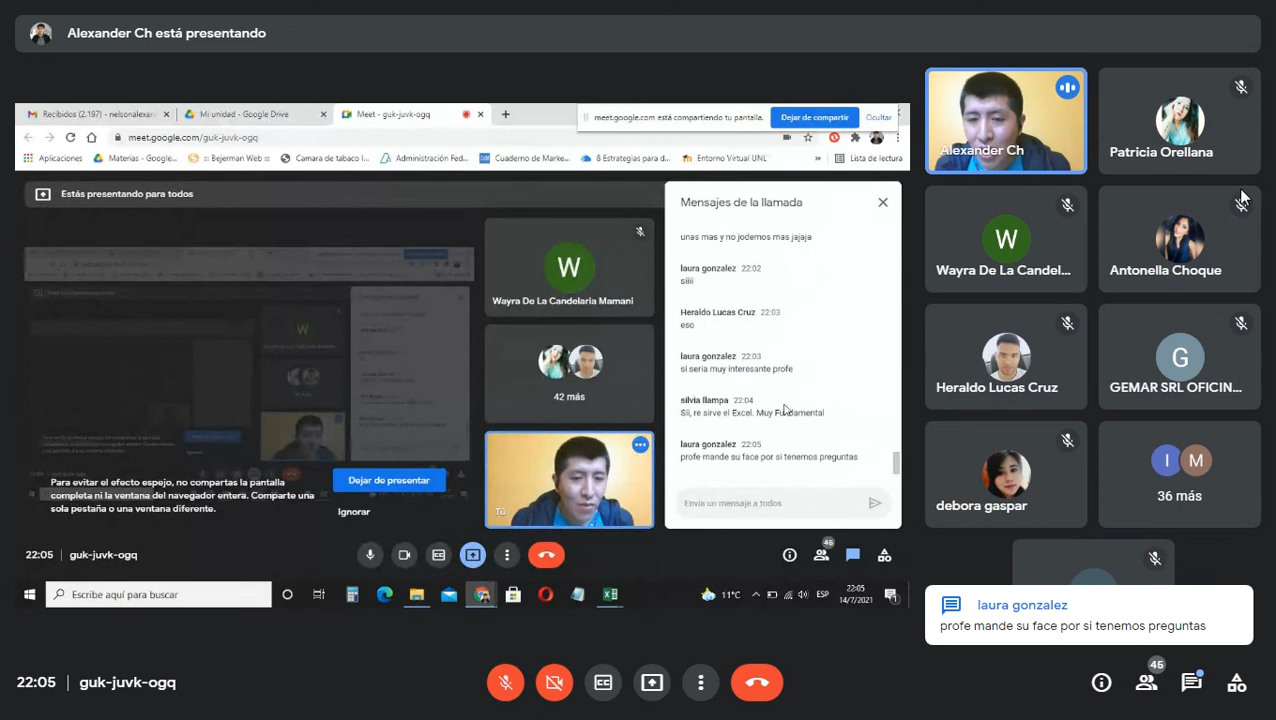 Alexander Ch está presentando
Recibidos (2.197) - nelsonalexan
Mi unidad - Google Drive
Meet - guk-juvk-ogq
meet.google.com está compartiendo tu pantalla.
Dejar de compartir
Ocultar
meet.google.com/guk-juvk-ogq
Aplicaciones
Materias - Google...
:: Bejerman Web ::
Camara de tabaco l...
Administración Fed...
Cuaderno de Marke...
8 Estrategias para d...
Entorno Virtual UNL
»
Lista de lectura
Estás presentando para todos
Mensajes de la llamada
unas mas y no jodemos mas jajaja
laura gonzalez 22:02
siiii
Heraldo Lucas Cruz 22:03
eso
laura gonzalez 22:03
si seria muy interesante profe
silvia llampa 22:04
Sii, re sirve el Excel. Muy Fundamental
laura gonzalez 22:05
profe mande su face por si tenemos preguntas
Envía un mensaje a todos
W
Wayra De La Candelaria Mamani
42 más
Tú
Para evitar el efecto espejo, no compartas la pantalla
completa ni la ventana del navegador entera. Comparte una
sola pestaña o una ventana diferente.
Dejar de presentar
Ignorar
22:05 guk-juvk-ogq
45
Escribe aquí para buscar
11°C
ESP
22:05
14/7/2021
1
Alexander Ch
Patricia Orellana
W
Wayra De La Candel...
Antonella Choque
Heraldo Lucas Cruz
G
GEMAR SRL OFICIN...
debora gaspar
I M
36 más
laura gonzalez
profe mande su face por si tenemos preguntas
22:05 | guk-juvk-ogq
45